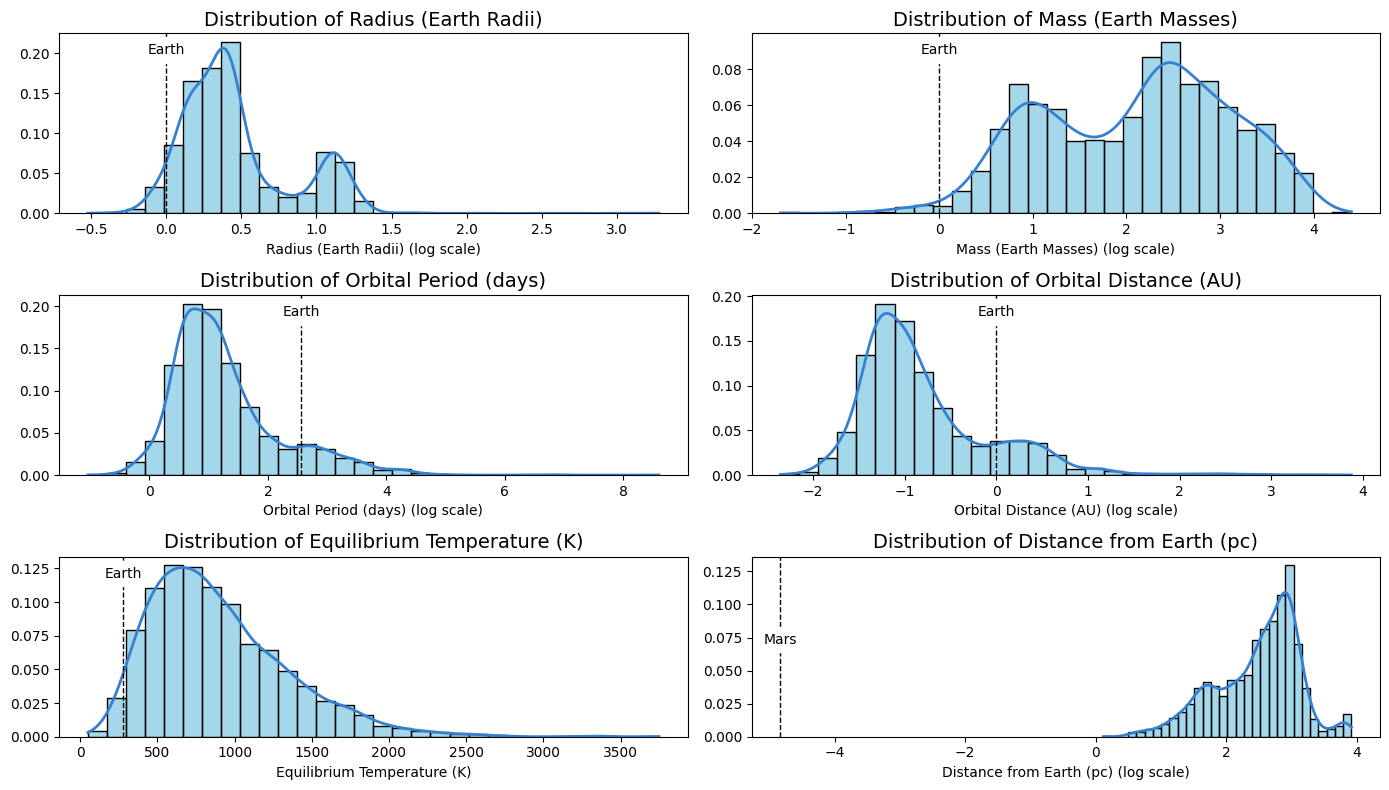 Distribution of Radius (Earth Radii)
Earth
0.20
0.15
0.10
0.05
0.00
−0.5 0.0 0.5 1.0 1.5 2.0 2.5 3.0
Radius (Earth Radii) (log scale)
Distribution of Mass (Earth Masses)
Earth
0.08
0.06
0.04
0.02
0.00
−2 −1 0 1 2 3 4
Mass (Earth Masses) (log scale)
Distribution of Orbital Period (days)
Earth
0.20
0.15
0.10
0.05
0.00
0 2 4 6 8
Orbital Period (days) (log scale)
Distribution of Orbital Distance (AU)
Earth
0.20
0.15
0.10
0.05
0.00
−2 −1 0 1 2 3 4
Orbital Distance (AU) (log scale)
Distribution of Equilibrium Temperature (K)
Earth
0.125
0.100
0.075
0.050
0.025
0.000
0 500 1000 1500 2000 2500 3000 3500
Equilibrium Temperature (K)
Distribution of Distance from Earth (pc)
Mars
0.125
0.100
0.075
0.050
0.025
0.000
−4 −2 0 2 4
Distance from Earth (pc) (log scale)